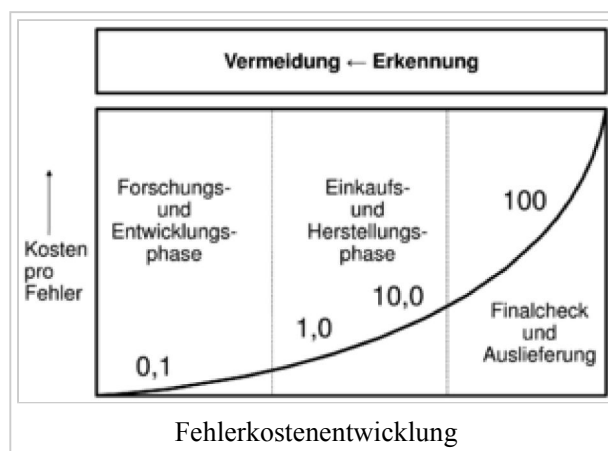 Vermeidung ← Erkennung
Forschungs-
und
Entwicklungs-
phase
Einkaufs-
und
Herstellungs-
phase
100
Kosten
pro
Fehler
0,1
1,0
10,0
Finalcheck
und
Auslieferung
Fehlerkostenentwicklung